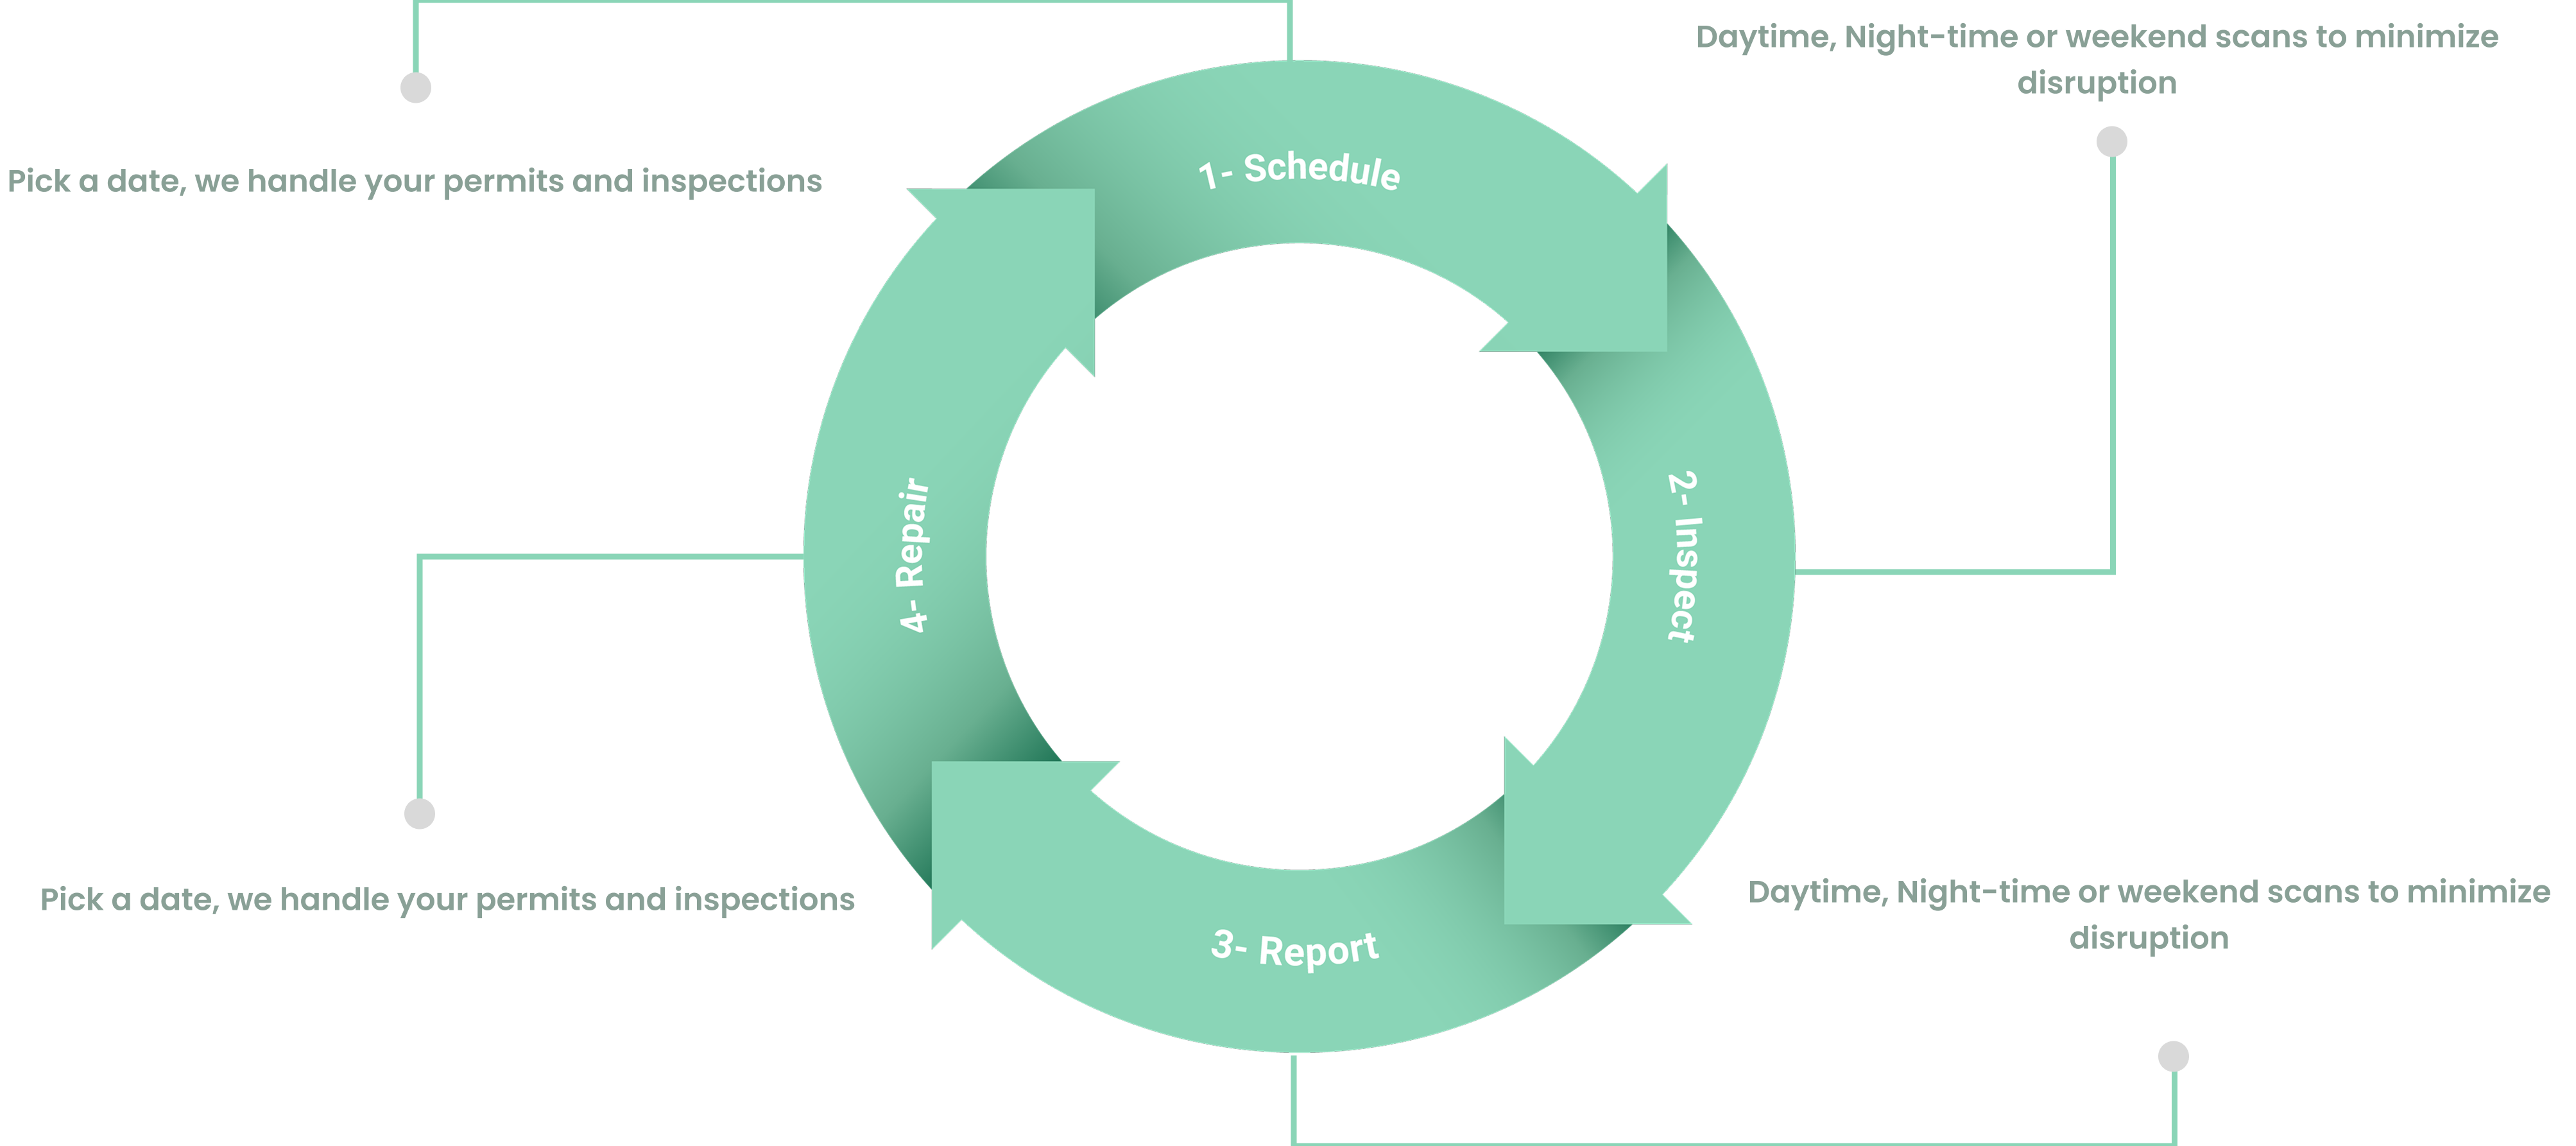 Daytime, Night-time or weekend scans to minimize
disruption
1- Schedule
Pick a date, we handle your permits and inspections
2- Inspect
4- Repair
Pick a date, we handle your permits and inspections
Daytime, Night-time or weekend scans to minimize
disruption
3- Report